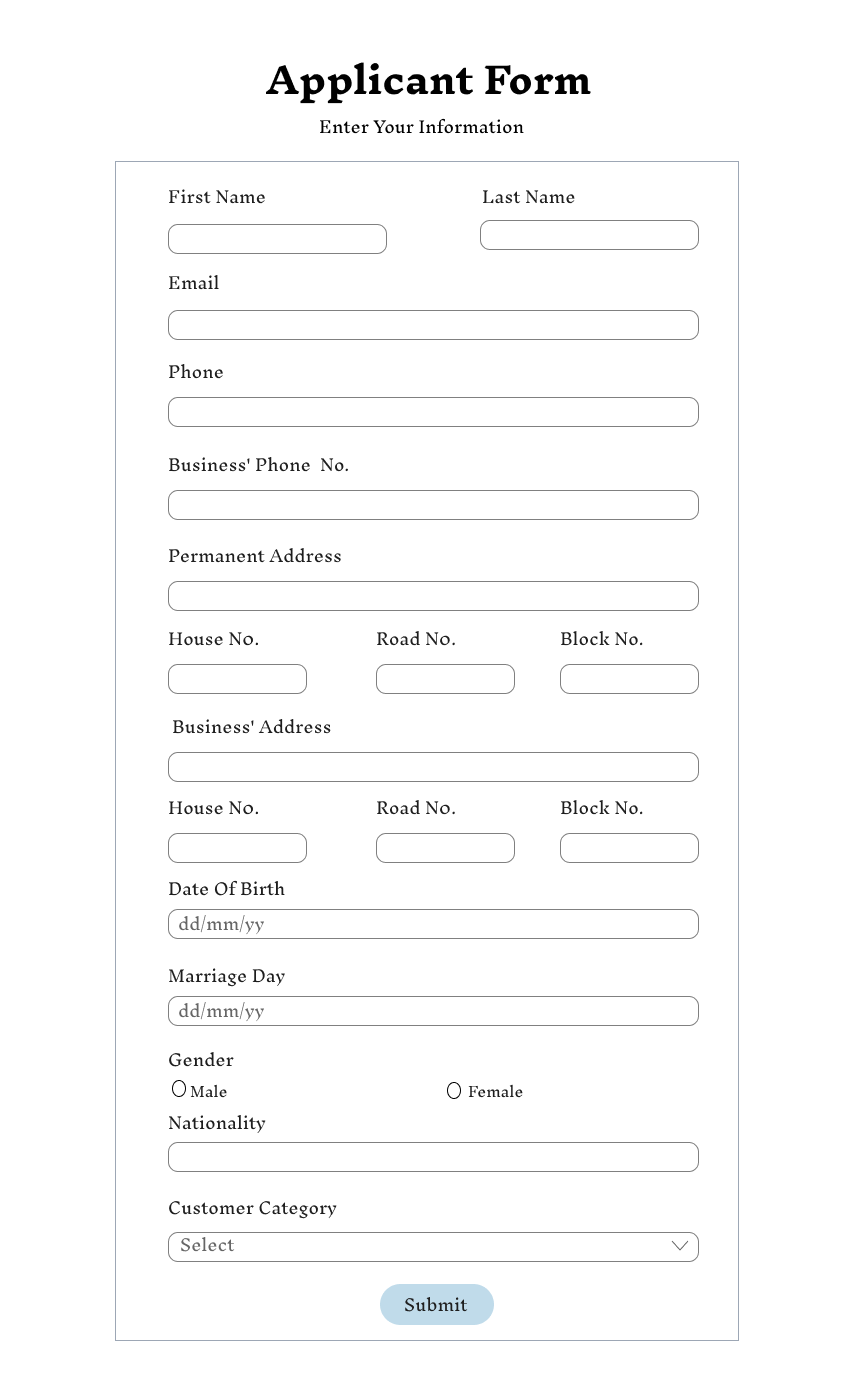 Applicant Form
Enter Your Information
First Name Last Name
Email
Phone
Business' Phone  No.
Permanent Address
House No. Road No. Block No.
Business' Address
House No. Road No. Block No.
Date Of Birth
dd/mm/yy
Marriage Day
dd/mm/yy
Gender
Male Female
Nationality
Customer Category
Select
Submit